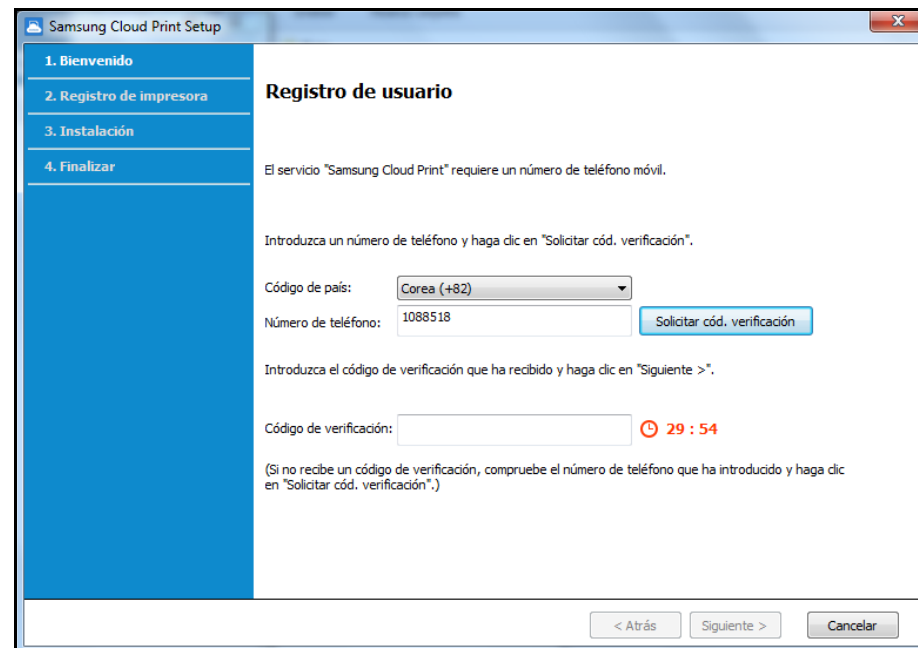 Samsung Cloud Print Setup
1. Bienvenido
2. Registro de impresora
3. Instalación
4. Finalizar
Registro de usuario
El servicio "Samsung Cloud Print" requiere un número de teléfono móvil.
Introduzca un número de teléfono y haga clic en "Solicitar cód. verificación".
Código de país:
Corea (+82)
Número de teléfono:
1088518
Solicitar cód. verificación
Introduzca el código de verificación que ha recibido y haga clic en "Siguiente >".
Código de verificación:
29 : 54
(Si no recibe un código de verificación, compruebe el número de teléfono que ha introducido y haga clic
en "Solicitar cód. verificación".)
< Atrás
Siguiente >
Cancelar